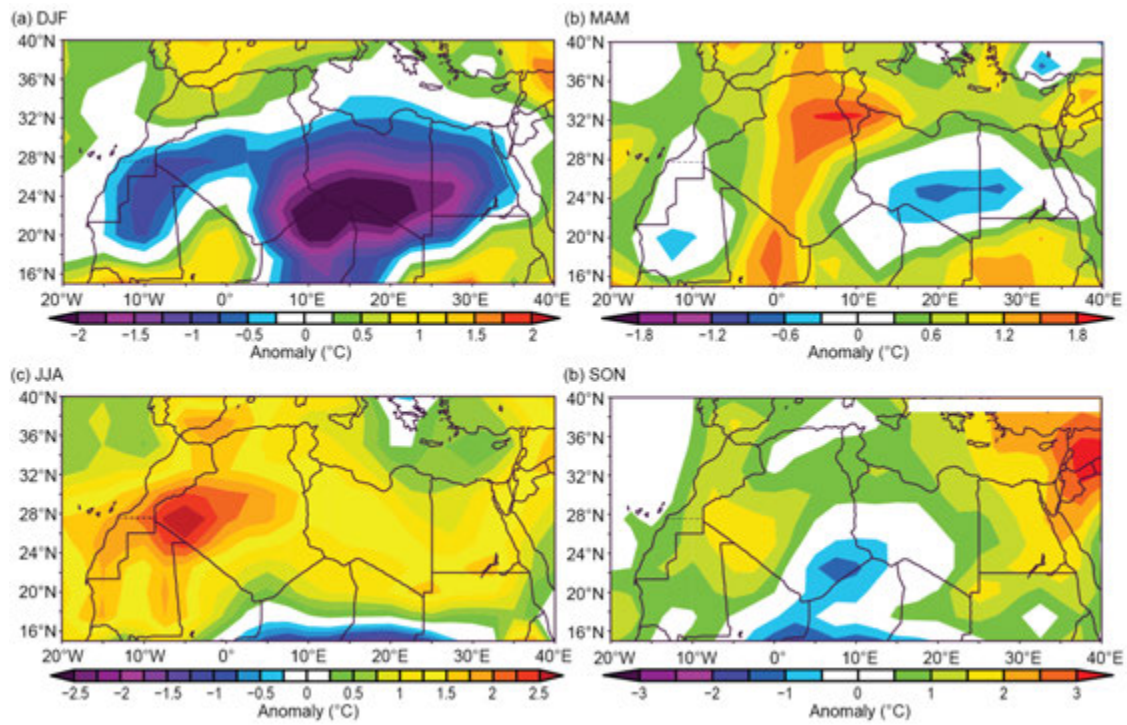 (a) DJF
40°N
36°N
32°N
28°N
24°N
20°N
16°N
20°W 10°W 0° 10°E 20°E 30°E 40°E
−2 −1.5 −1 −0.5 0 0.5 1 1.5 2
Anomaly (°C)
(b) MAM
40°N
36°N
32°N
28°N
24°N
20°N
16°N
20°W 10°W 0° 10°E 20°E 30°E 40°E
−1.8 −1.2 −0.6 0 0.6 1.2 1.8
Anomaly (°C)
(c) JJA
40°N
36°N
32°N
28°N
24°N
20°N
16°N
20°W 10°W 0° 10°E 20°E 30°E 40°E
−2.5 −2 −1.5 −1 −0.5 0 0.5 1 1.5 2 2.5
Anomaly (°C)
(b) SON
40°N
36°N
32°N
28°N
24°N
20°N
16°N
20°W 10°W 0° 10°E 20°E 30°E 40°E
−3 −2 −1 0 1 2 3
Anomaly (°C)